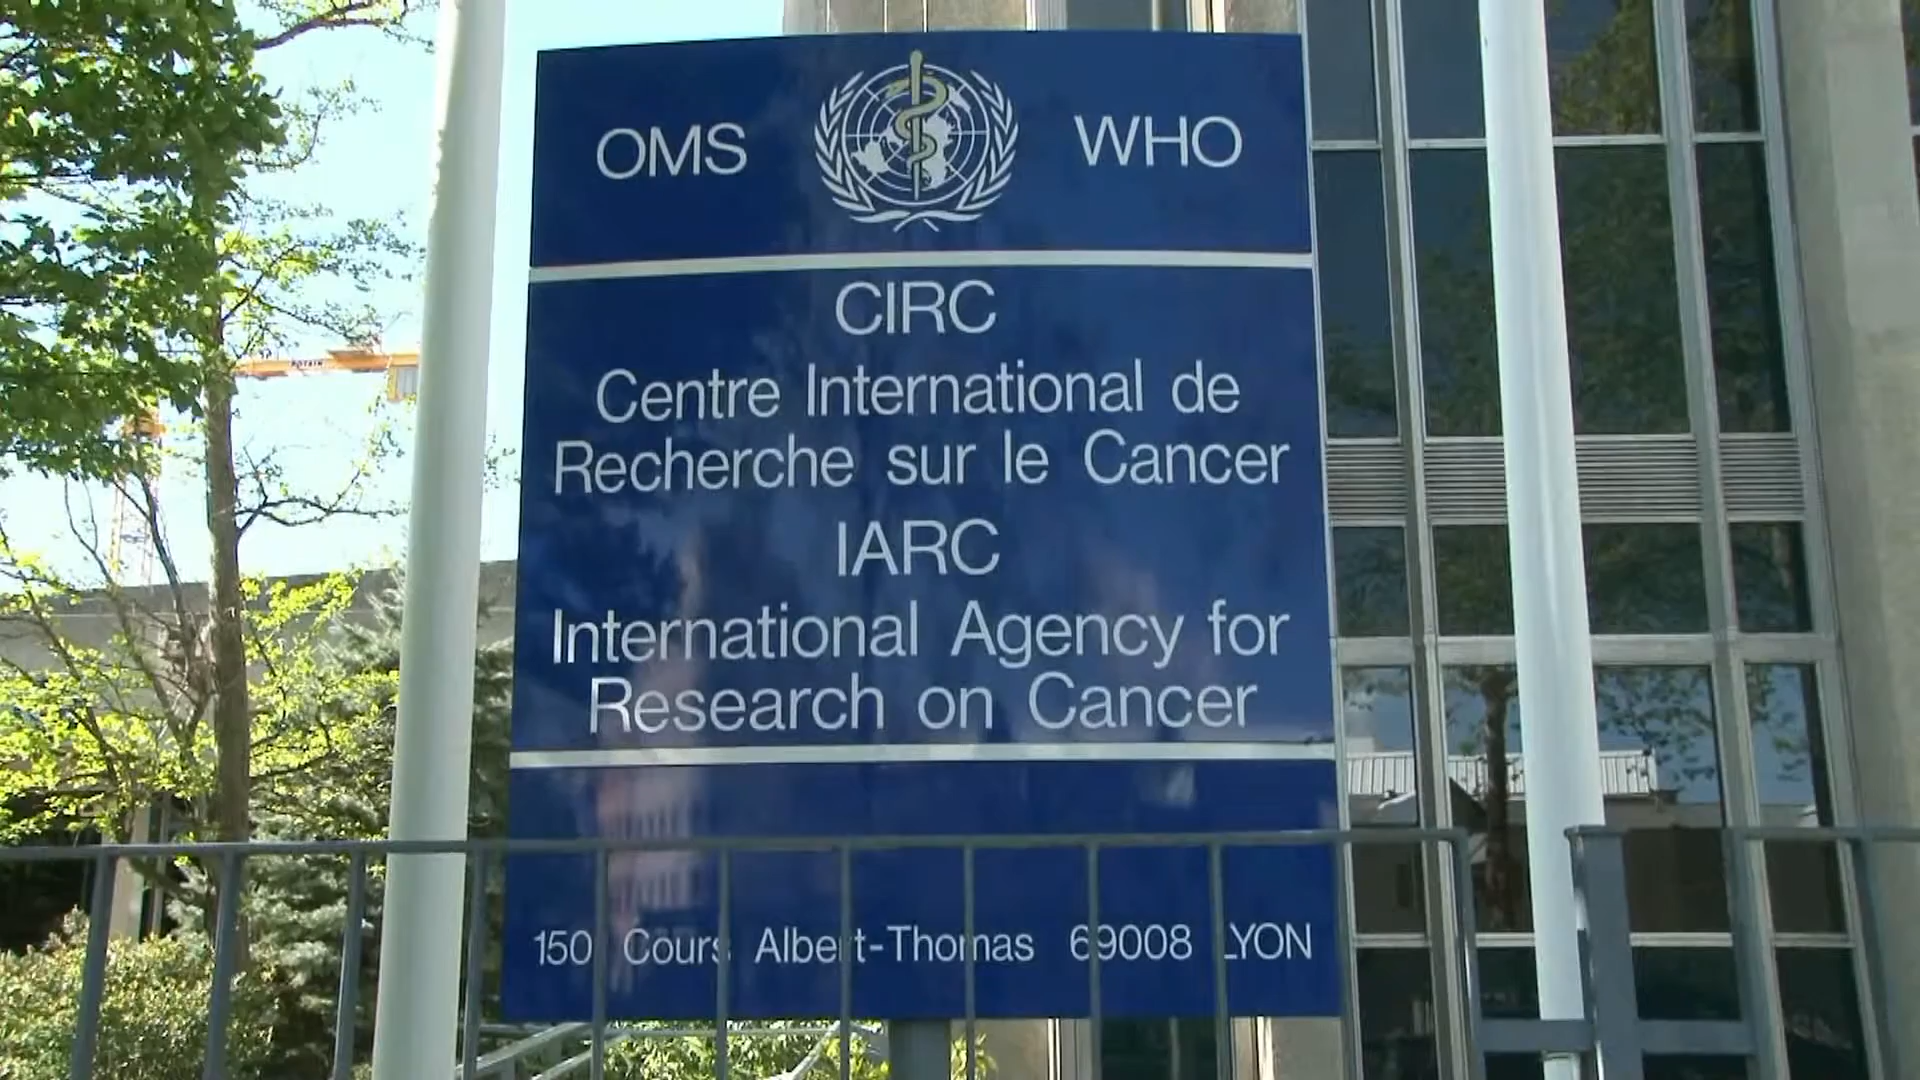 OMS WHO
CIRC
Centre International de
Recherche sur le Cancer
IARC
International Agency for
Research on Cancer
150 Cours Albert-Thomas 69008 LYON